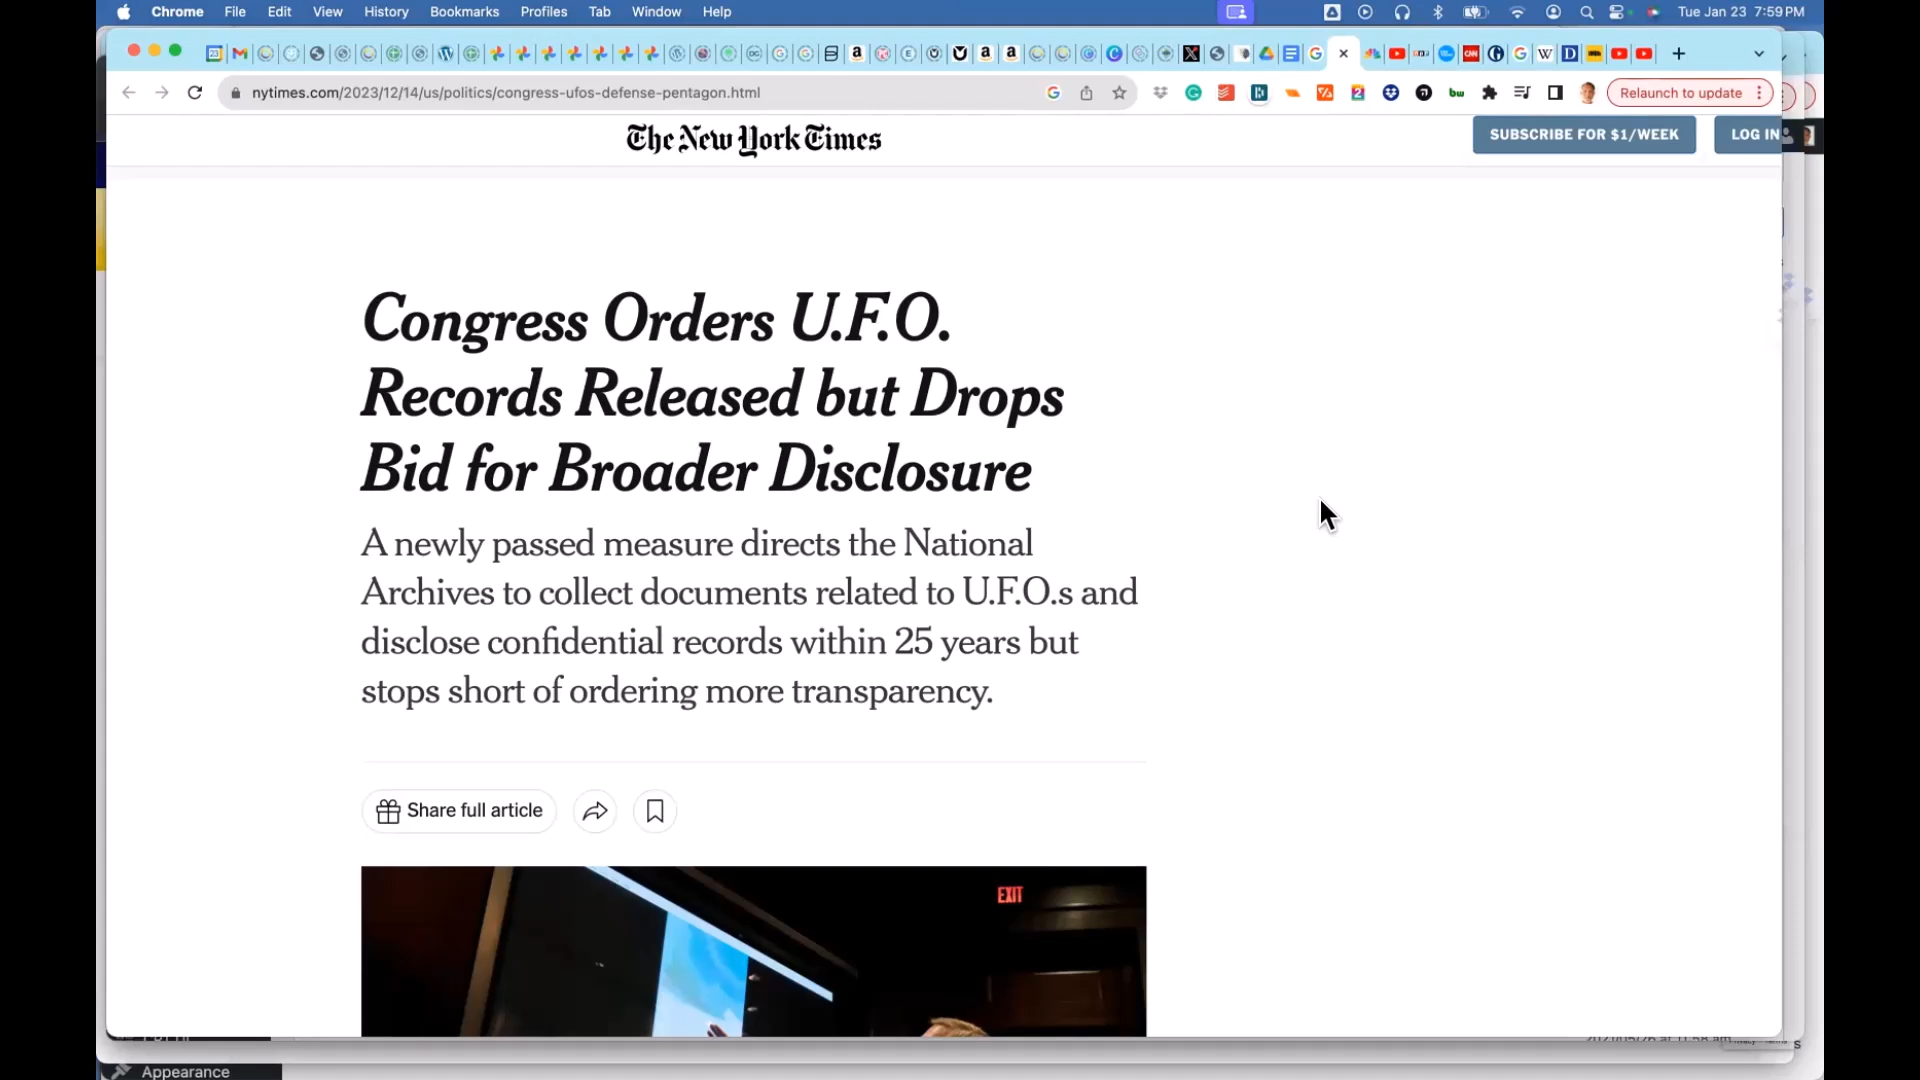 Chrome File Edit View History Bookmarks Profiles Tab Window Help Tue Jan 23 7:59 PM
nytimes.com/2023/12/14/us/politics/congress-ufos-defense-pentagon.html Relaunch to update
The New York Times
SUBSCRIBE FOR $1/WEEK
LOG IN
Congress Orders U.F.O.
Records Released but Drops
Bid for Broader Disclosure
A newly passed measure directs the National
Archives to collect documents related to U.F.O.s and
disclose confidential records within 25 years but
stops short of ordering more transparency.
Share full article
EXIT
Appearance